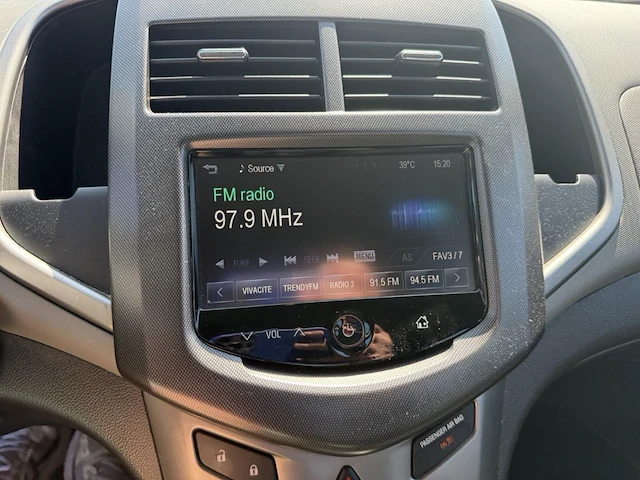 Source 39°C 15:20
FM radio
97.9 MHz
TUNE SEEK MENU AS FAV3/7
VIVACITE TRENDYFM RADIO 2 91.5 FM 94.5 FM
VOL
PASSENGER AIR BAG